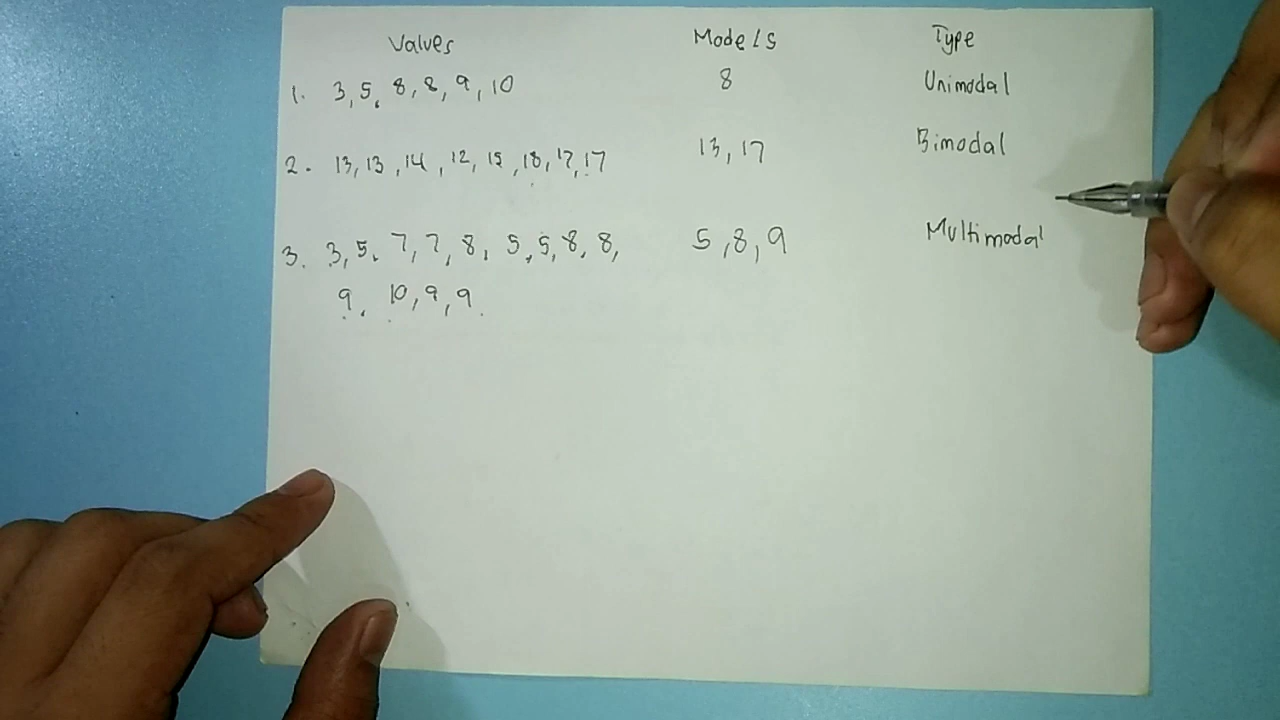 Values Mode/s Type
1. 3, 5, 8, 8, 9, 10 8 Unimodal
2. 13, 13, 14, 12, 15, 18, 17, 17 13, 17 Bimodal
3. 3, 5, 7, 7, 8, 5, 5, 8, 8, 5, 8, 9 Multimodal
9, 10, 9, 9